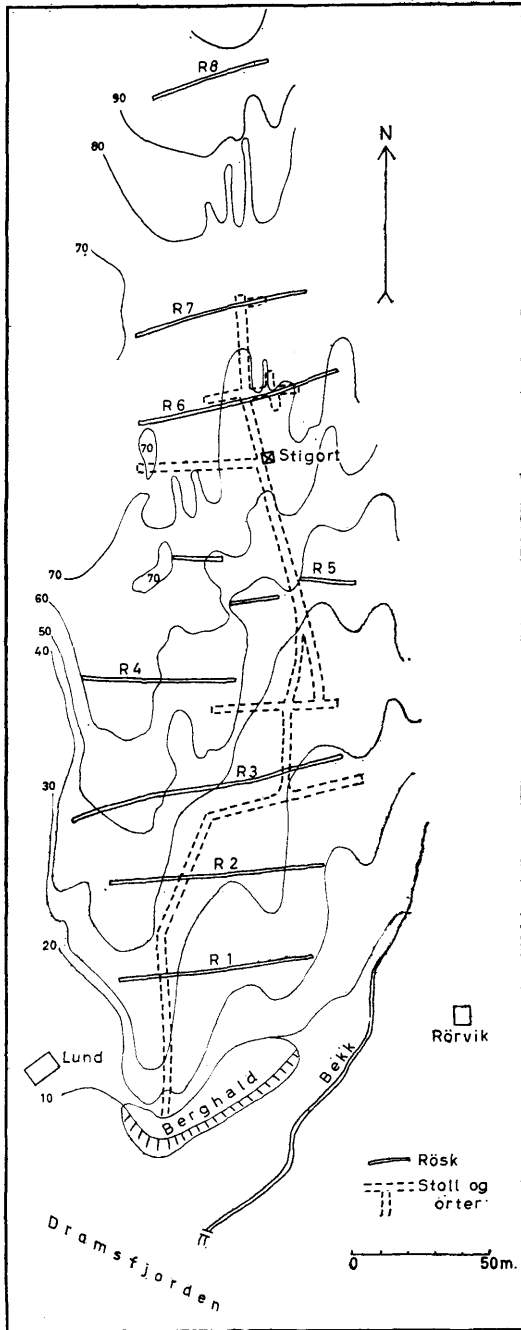 R8
90
N
80
70
R7
R6
70
Stigort
70
R5
70
60
50
R4
40
R3
30
R2
20
R1
Rörvik
Lund
Bekk
10
Berghald
Rösk
Stoll og
örter
Dramsfjorden
0 50m.